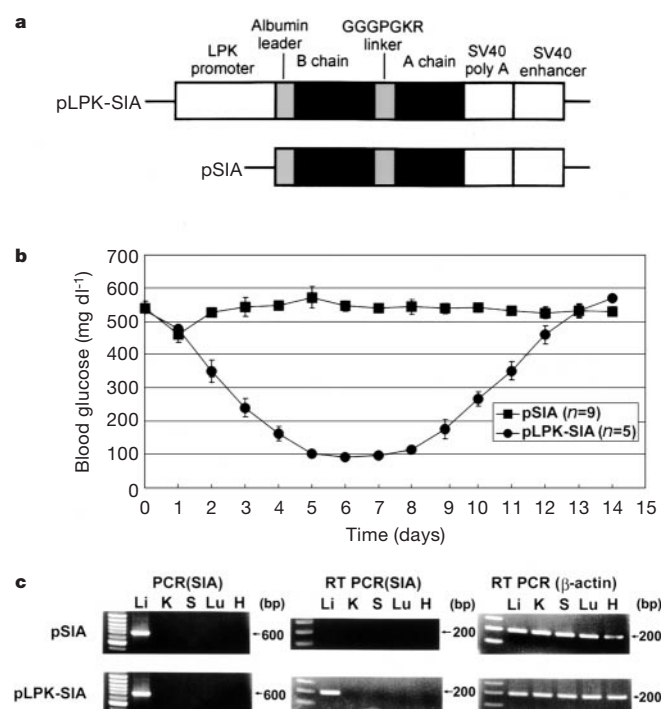 a
Albumin leader
GGGPGKR linker
LPK promoter
B chain
A chain
SV40 poly A
SV40 enhancer
pLPK-SIA
pSIA
b
Blood glucose (mg dl⁻¹)
700
600
500
400
300
200
100
0
0 1 2 3 4 5 6 7 8 9 10 11 12 13 14 15
Time (days)
pSIA (n=9)
pLPK-SIA (n=5)
c
PCR(SIA)
Li K S Lu H (bp)
RT PCR(SIA)
Li K S Lu H (bp)
RT PCR (β-actin)
Li K S Lu H (bp)
pSIA
←600
←200
←200
pLPK-SIA
←600
←200
←200